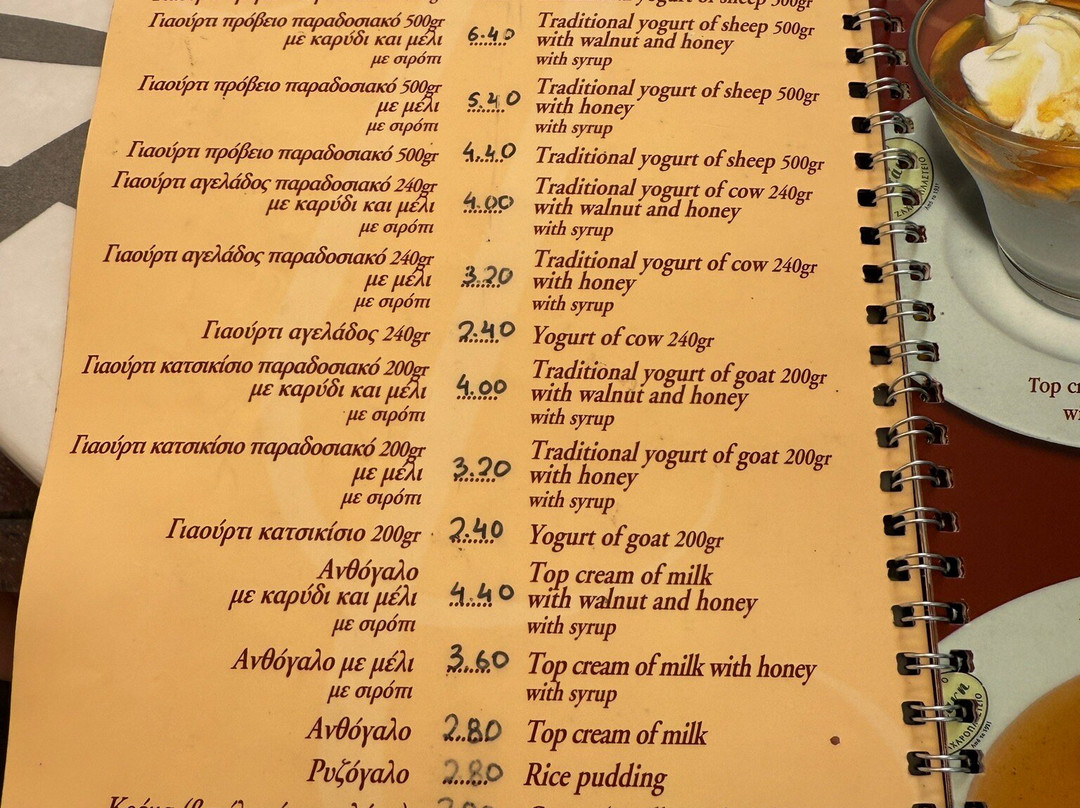 Traditional yogurt of sheep 500gr
Γιαούρτι πρόβειο παραδοσιακό 500gr 6.40 Traditional yogurt of sheep 500gr
με καρύδι και μέλι with walnut and honey
με σιρόπι with syrup
Γιαούρτι πρόβειο παραδοσιακό 500gr 5.40 Traditional yogurt of sheep 500gr
με μέλι with honey
με σιρόπι with syrup
Γιαούρτι πρόβειο παραδοσιακό 500gr 4.40 Traditional yogurt of sheep 500gr
Γιαούρτι αγελάδος παραδοσιακό 240gr 4.00 Traditional yogurt of cow 240gr
με καρύδι και μέλι with walnut and honey
με σιρόπι with syrup
Γιαούρτι αγελάδος παραδοσιακό 240gr 3.20 Traditional yogurt of cow 240gr
με μέλι with honey
με σιρόπι with syrup
Γιαούρτι αγελάδος 240gr 2.40 Yogurt of cow 240gr
Γιαούρτι κατσικίσιο παραδοσιακό 200gr 4.00 Traditional yogurt of goat 200gr
με καρύδι και μέλι with walnut and honey
με σιρόπι with syrup
Γιαούρτι κατσικίσιο παραδοσιακό 200gr 3.20 Traditional yogurt of goat 200gr
με μέλι with honey
με σιρόπι with syrup
Γιαούρτι κατσικίσιο 200gr 2.40 Yogurt of goat 200gr
Ανθόγαλο 4.40 Top cream of milk
με καρύδι και μέλι with walnut and honey
με σιρόπι with syrup
Ανθόγαλο με μέλι 3.60 Top cream of milk with honey
με σιρόπι with syrup
Ανθόγαλο 2.80 Top cream of milk
Ρυζόγαλο 2.80 Rice pudding
Top